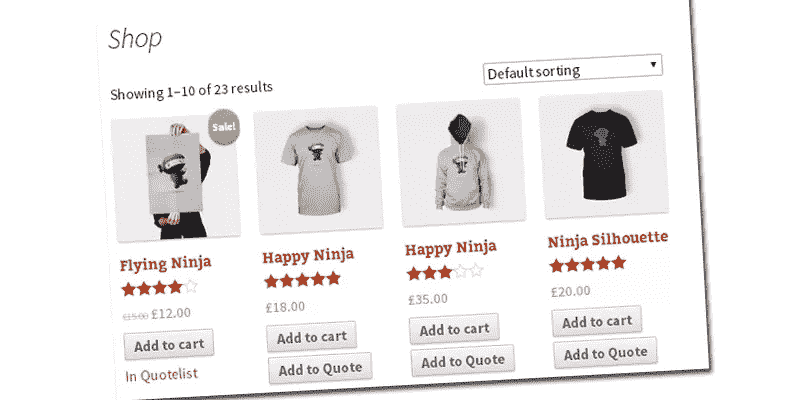 Shop
Default sorting
Showing 1–10 of 23 results
Sale!
Flying Ninja
£15.00 £12.00
Add to cart
In Quotelist
Happy Ninja
£18.00
Add to cart
Add to Quote
Happy Ninja
£35.00
Add to cart
Add to Quote
Ninja Silhouette
£20.00
Add to cart
Add to Quote